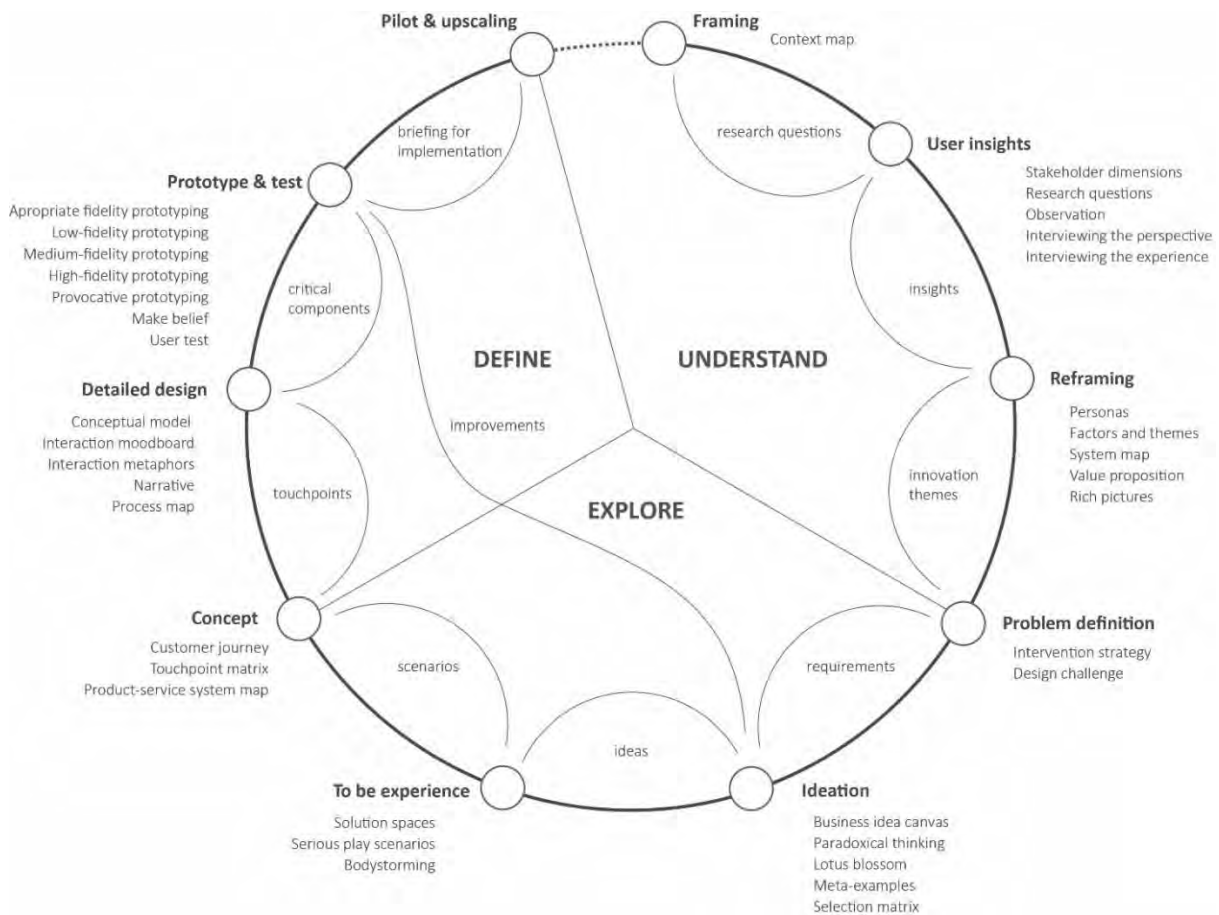 Pilot & upscaling
Framing
Context map
research questions
User insights
Stakeholder dimensions
Research questions
Observation
Interviewing the perspective
Interviewing the experience
insights
Reframing
Personas
Factors and themes
System map
Value proposition
Rich pictures
innovation
themes
Problem definition
Intervention strategy
Design challenge
requirements
Ideation
Business idea canvas
Paradoxical thinking
Lotus blossom
Meta-examples
Selection matrix
ideas
To be experience
Solution spaces
Serious play scenarios
Bodystorming
scenarios
Concept
Customer journey
Touchpoint matrix
Product-service system map
touchpoints
Detailed design
Conceptual model
Interaction moodboard
Interaction metaphors
Narrative
Process map
critical
components
Prototype & test
Apropriate fidelity prototyping
Low-fidelity prototyping
Medium-fidelity prototyping
High-fidelity prototyping
Provocative prototyping
Make belief
User test
briefing for
implementation
improvements
DEFINE
UNDERSTAND
EXPLORE